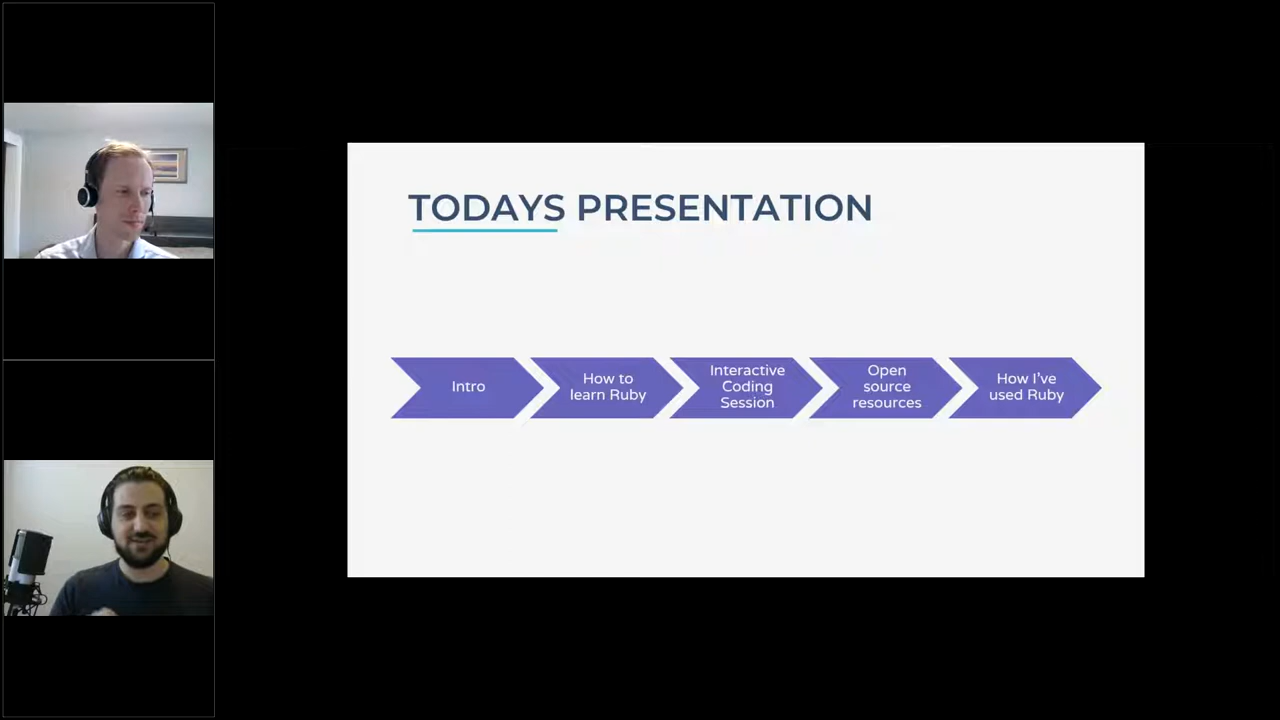 TODAYS PRESENTATION
Intro
How to
learn Ruby
Interactive
Coding
Session
Open
source
resources
How I've
used Ruby